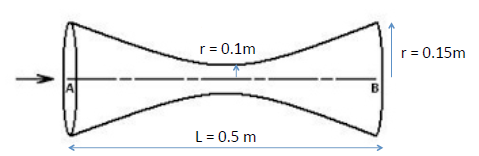 r = 0.1m
r = 0.15m
A
B
L = 0.5 m